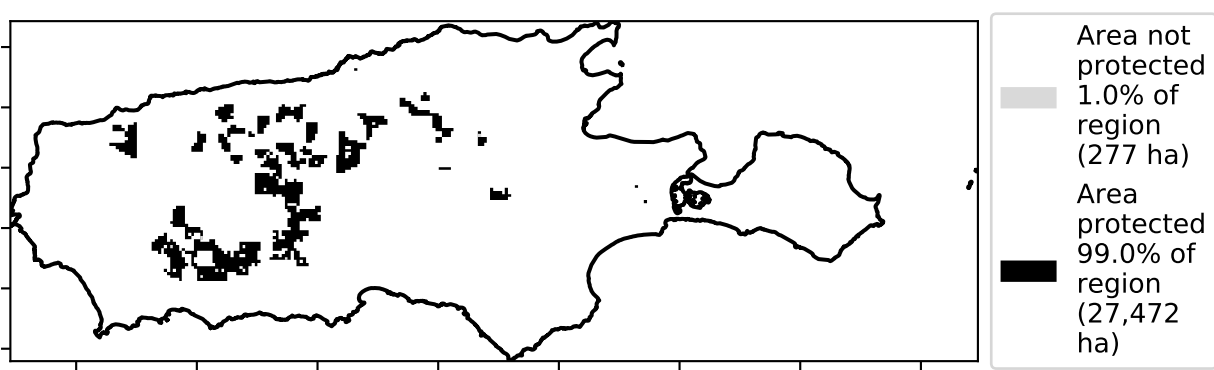 Area not
protected
1.0% of
region
(277 ha)
Area
protected
99.0% of
region
(27,472
ha)